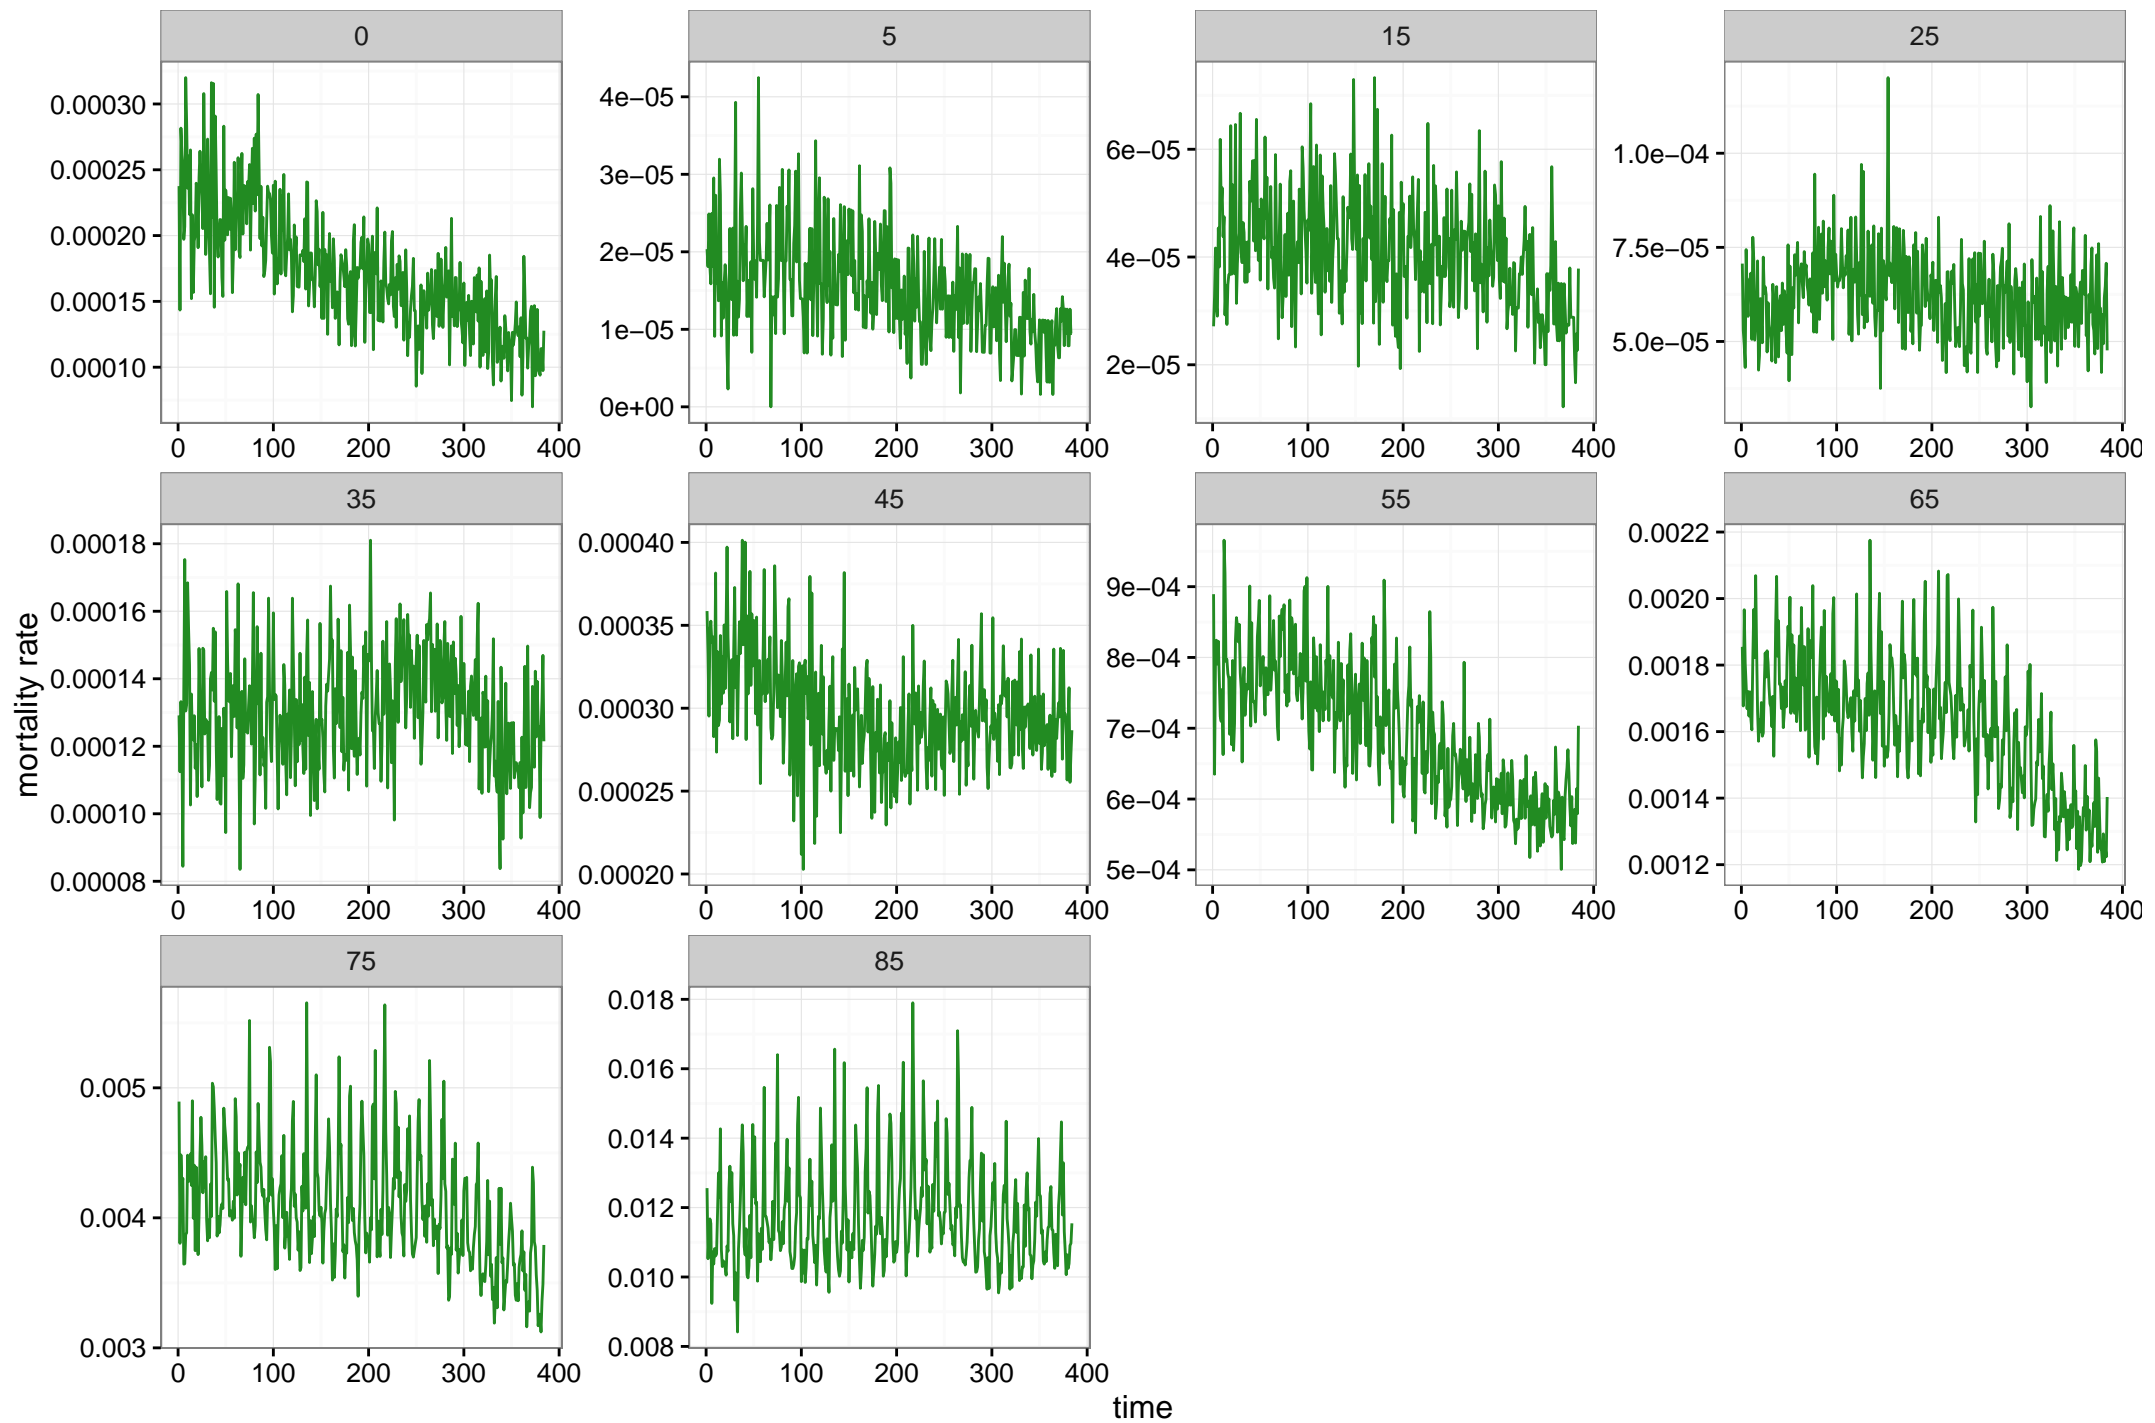 0 5 15 25
0.00030
0.00025
0.00020
0.00015
0.00010
4e−05
3e−05
2e−05
1e−05
0e+00
6e−05
4e−05
2e−05
1.0e−04
7.5e−05
5.0e−05
0 100 200 300 400 0 100 200 300 400 0 100 200 300 400 0 100 200 300 400
35 45 55 65
mortality rate
0.00018
0.00016
0.00014
0.00012
0.00010
0.00008
0.00040
0.00035
0.00030
0.00025
0.00020
9e−04
8e−04
7e−04
6e−04
5e−04
0.0022
0.0020
0.0018
0.0016
0.0014
0.0012
0 100 200 300 400 0 100 200 300 400 0 100 200 300 400 0 100 200 300 400
75 85
0.005
0.004
0.003
0.018
0.016
0.014
0.012
0.010
0.008
0 100 200 300 400 0 100 200 300 400
time